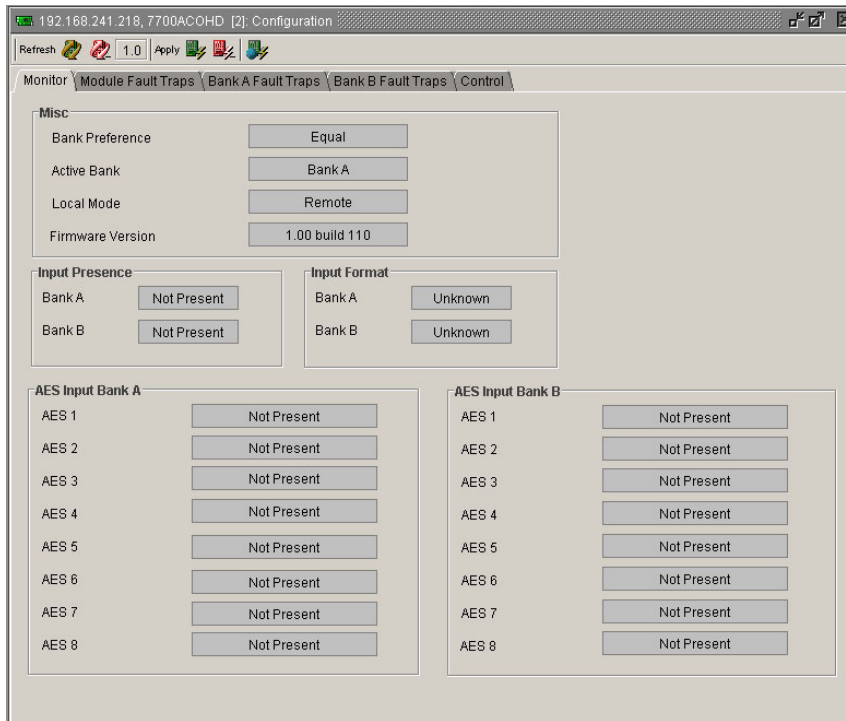 192.168.241.218, 7700ACOHD [2]: Configuration
Refresh 1.0 Apply
Monitor Module Fault Traps Bank A Fault Traps Bank B Fault Traps Control
Misc
Bank Preference Equal
Active Bank Bank A
Local Mode Remote
Firmware Version 1.00 build 110
Input Presence
Bank A Not Present
Bank B Not Present
Input Format
Bank A Unknown
Bank B Unknown
AES Input Bank A
AES 1 Not Present
AES 2 Not Present
AES 3 Not Present
AES 4 Not Present
AES 5 Not Present
AES 6 Not Present
AES 7 Not Present
AES 8 Not Present
AES Input Bank B
AES 1 Not Present
AES 2 Not Present
AES 3 Not Present
AES 4 Not Present
AES 5 Not Present
AES 6 Not Present
AES 7 Not Present
AES 8 Not Present